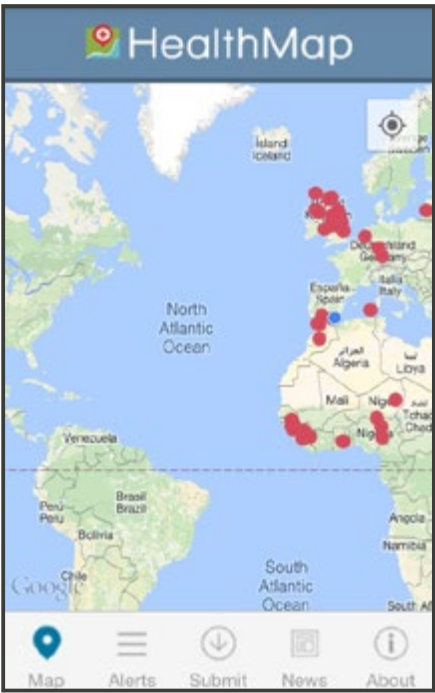 HealthMap
Ísland
Iceland
España
Spain
Italia
Italy
North
Atlantic
Ocean
الجزائر
Algeria
Libya
Mali
Venezuela
Brasil
Brazil
Perú
Peru
Bolivia
Angola
Namibia
Chile
Google
South
Atlantic
Ocean
Map
Alerts
Submit
News
About